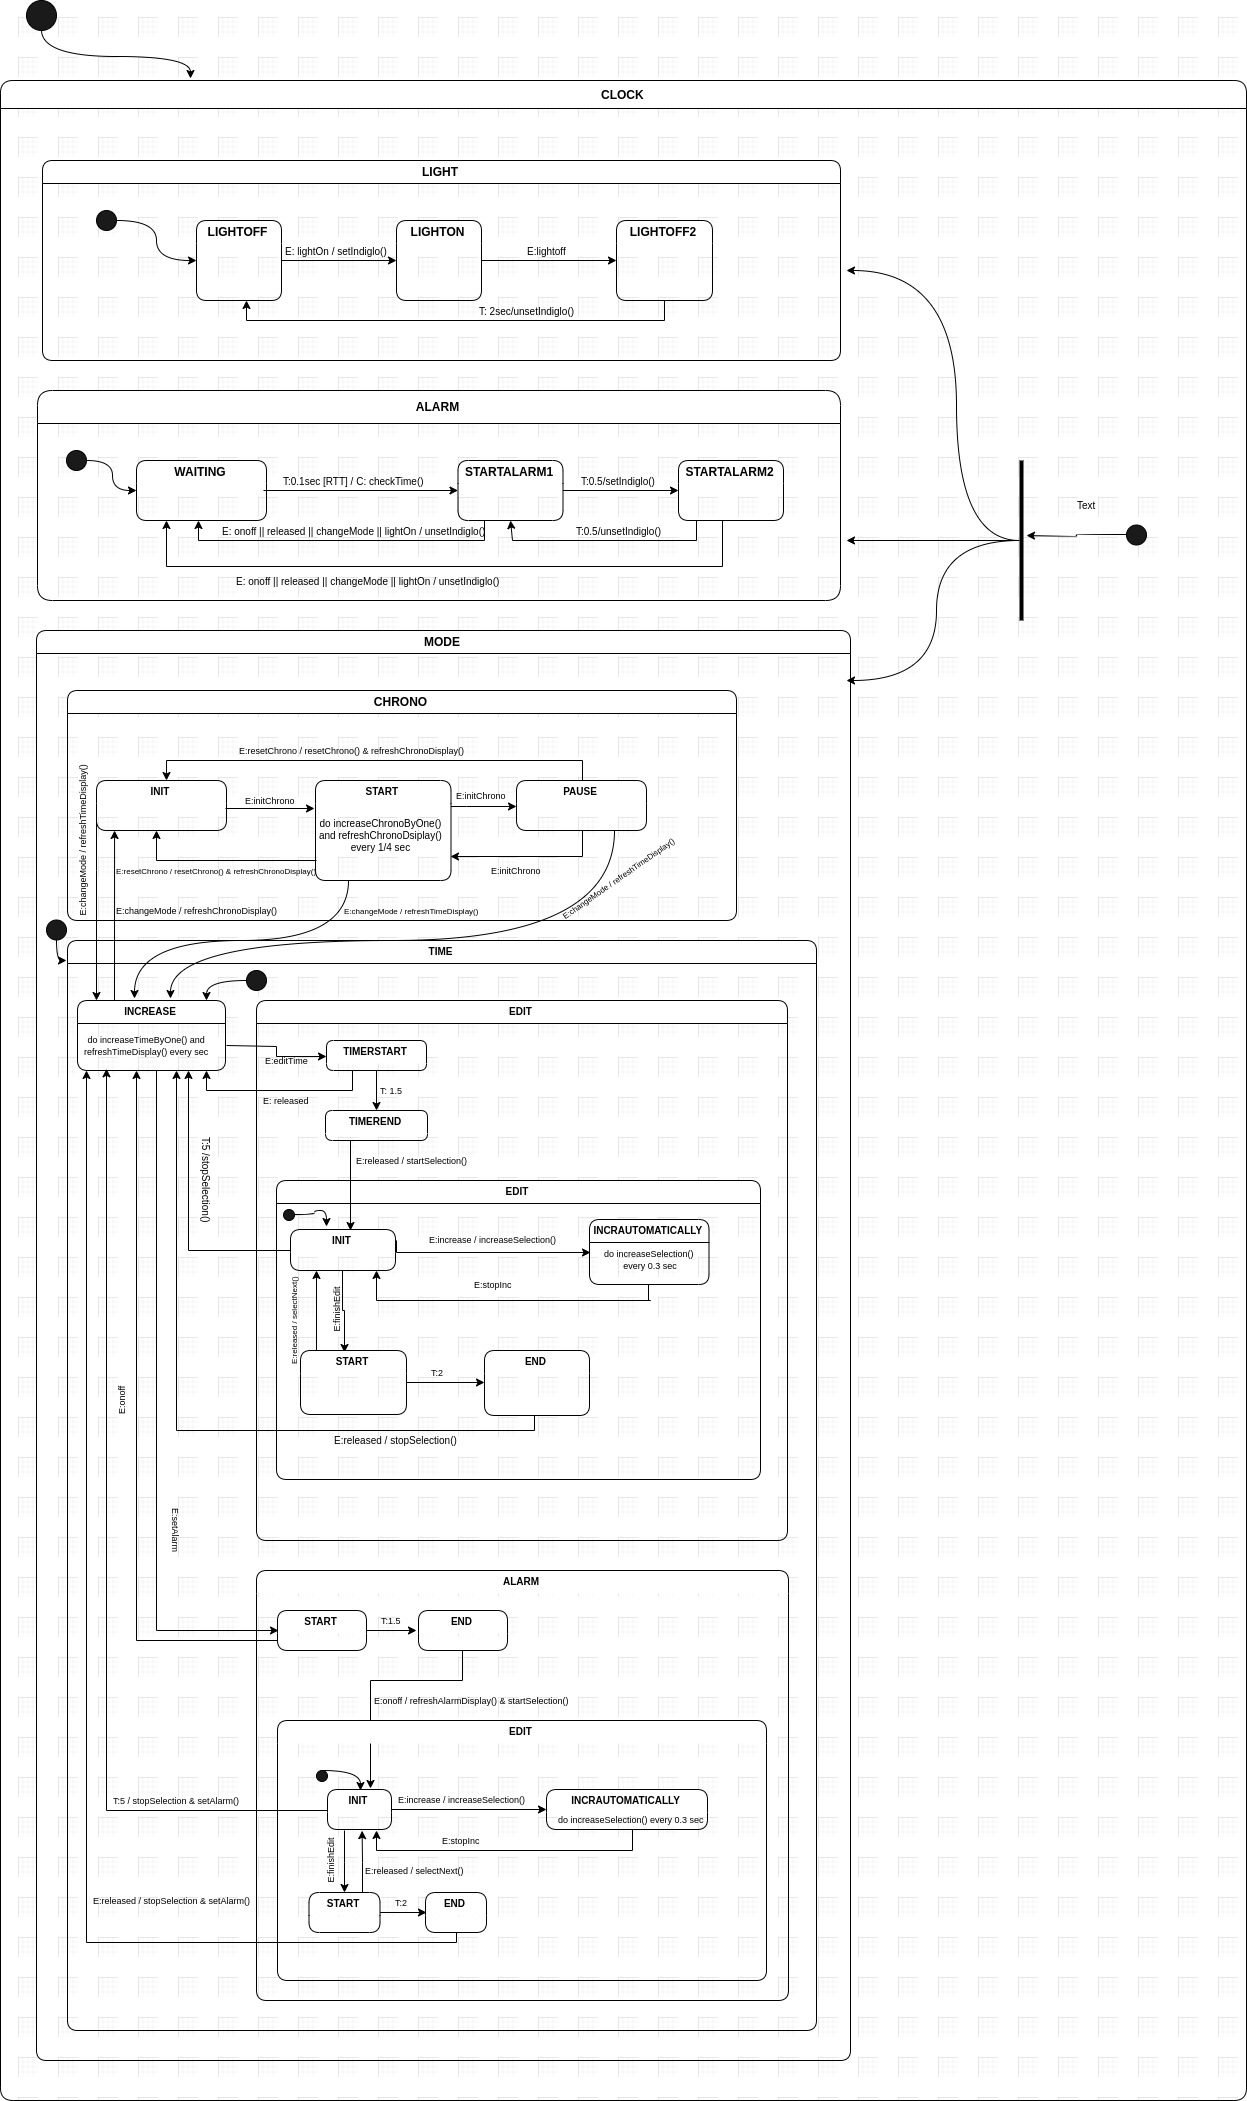 CLOCK
LIGHT
LIGHTOFF
LIGHTON
LIGHTOFF2
E: lightOn / setIndiglo()
E:lightoff
T: 2sec/unsetIndiglo()
ALARM
WAITING
STARTALARM1
STARTALARM2
T:0.1sec [RTT] / C: checkTime()
T:0.5/setIndiglo()
Text
E: onoff || released || changeMode || lightOn / unsetIndiglo()
T:0.5/unsetIndiglo()
E: onoff || released || changeMode || lightOn / unsetIndiglo()
MODE
CHRONO
E:resetChrono / resetChrono() & refreshChronoDisplay()
E:changeMode / refreshTimeDisplay()
INIT
START
PAUSE
E:initChrono
E:initChrono
do increaseChronoByOne()
and refreshChronoDsiplay()
every 1/4 sec
E:resetChrono / resetChrono() & refreshChronoDisplay()
E:initChrono
E:changeMode / refreshTimeDisplay()
E:changeMode / refreshChronoDisplay()
E:changeMode / refreshTimeDisplay()
TIME
INCREASE
do increaseTimeByOne() and
refreshTimeDisplay() every sec
EDIT
E:editTime
TIMERSTART
T: 1.5
E: released
TIMEREND
T:5 /stopSelection()
E:released / startSelection()
EDIT
INIT
E:increase / increaseSelection()
INCRAUTOMATICALLY
do increaseSelection()
every 0.3 sec
E:stopInc
E:released / selectNext()
E:finishEdit
START
T:2
END
E:onoff
E:released / stopSelection()
E:setAlarm
ALARM
START
T:1.5
END
E:onoff / refreshAlarmDisplay() & startSelection()
EDIT
INIT
E:increase / increaseSelection()
INCRAUTOMATICALLY
do increaseSelection() every 0.3 sec
T:5 / stopSelection & setAlarm()
E:stopInc
E:finishEdit
E:released / selectNext()
E:released / stopSelection & setAlarm()
START
T:2
END